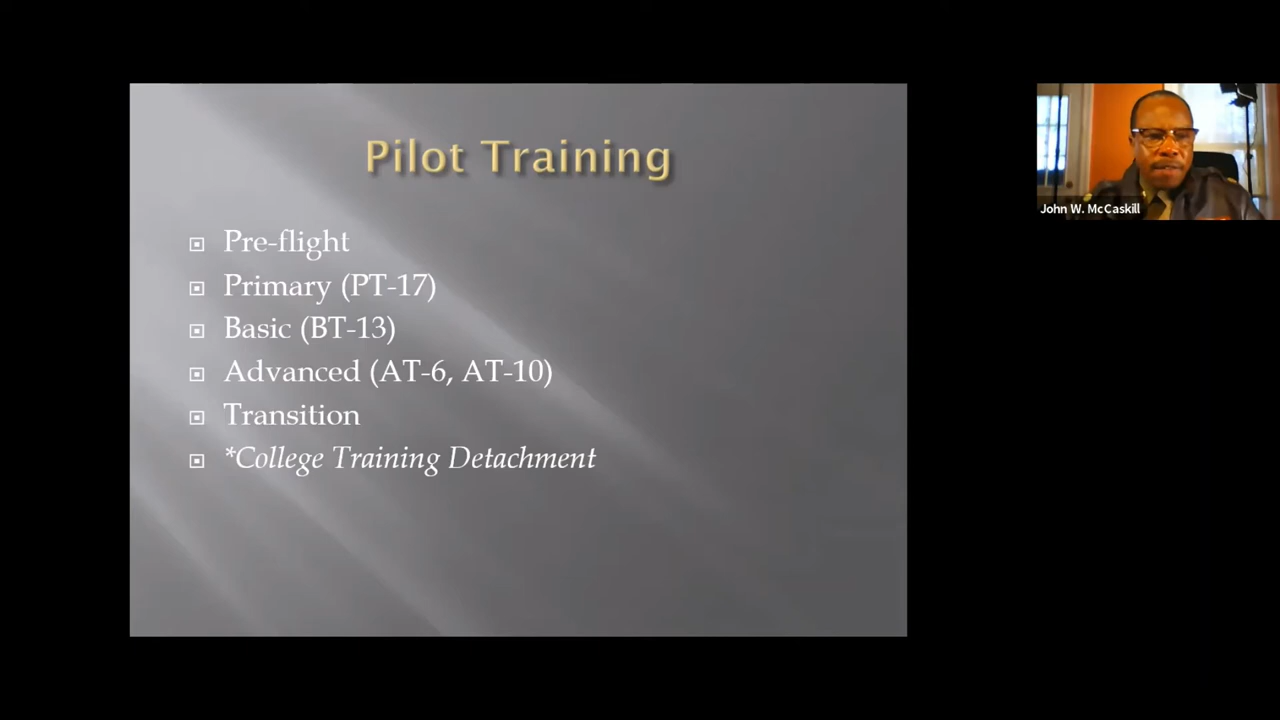 Pilot Training
Pre-flight
Primary (PT-17)
Basic (BT-13)
Advanced (AT-6, AT-10)
Transition
*College Training Detachment
John W. McCaskill